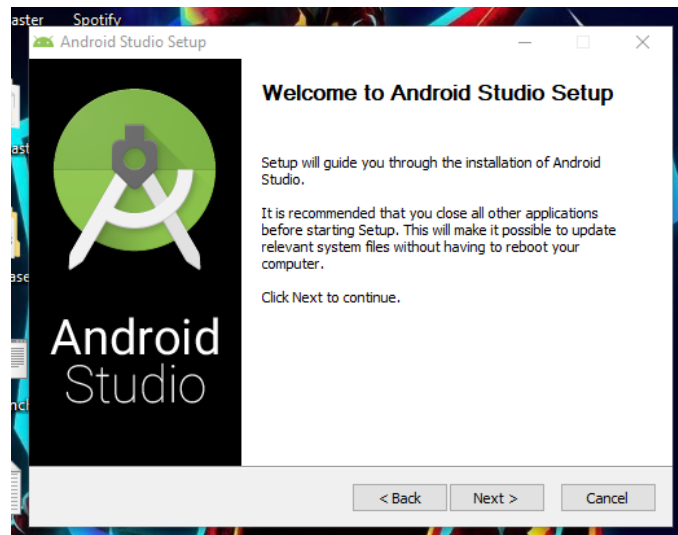 aster Spotify
Android Studio Setup
Welcome to Android Studio Setup
Setup will guide you through the installation of Android
Studio.
It is recommended that you close all other applications
before starting Setup. This will make it possible to update
relevant system files without having to reboot your
computer.
Click Next to continue.
Android
Studio
ast
ase
nch
< Back Next > Cancel